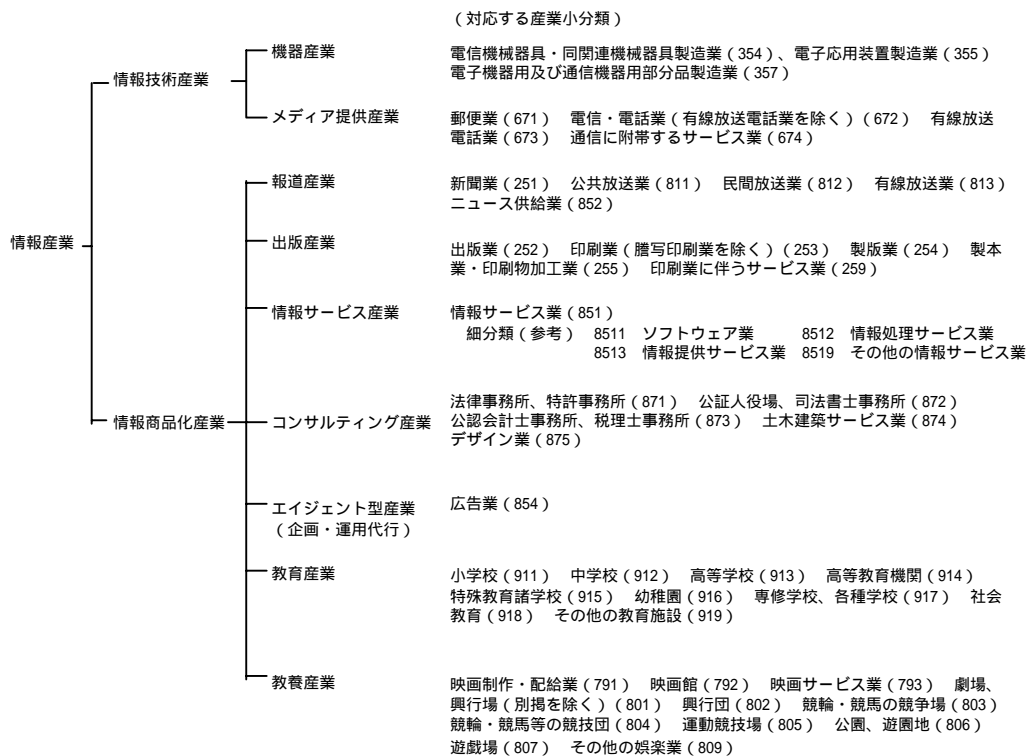 （対応する産業小分類）
情報産業
情報技術産業
機器産業
電信機械器具・同関連機械器具製造業（354）、電子応用装置製造業（355）
電子機器用及び通信機器用部分品製造業（357）
メディア提供産業
郵便業（671）　電信・電話業（有線放送電話業を除く）（672）　有線放送
電話業（673）　通信に附帯するサービス業（674）
情報商品化産業
報道産業
新聞業（251）　公共放送業（811）　民間放送業（812）　有線放送業（813）
ニュース供給業（852）
出版産業
出版業（252）　印刷業（謄写印刷業を除く）（253）　製版業（254）　製本
業・印刷物加工業（255）　印刷業に伴うサービス業（259）
情報サービス産業
情報サービス業（851）
細分類（参考）　8511　ソフトウェア業　8512　情報処理サービス業
8513　情報提供サービス業　8519　その他の情報サービス業
コンサルティング産業
法律事務所、特許事務所（871）　公証人役場、司法書士事務所（872）
公認会計士事務所、税理士事務所（873）　土木建築サービス業（874）
デザイン業（875）
エイジェント型産業
（企画・運用代行）
広告業（854）
教育産業
小学校（911）　中学校（912）　高等学校（913）　高等教育機関（914）
特殊教育諸学校（915）　幼稚園（916）　専修学校、各種学校（917）　社会
教育（918）　その他の教育施設（919）
教養産業
映画制作・配給業（791）　映画館（792）　映画サービス業（793）　劇場、
興行場（別掲を除く）（801）　興行団（802）　競輪・競馬の競争場（803）
競輪・競馬等の競技団（804）　運動競技場（805）　公園、遊園地（806）
遊戯場（807）　その他の娯楽業（809）